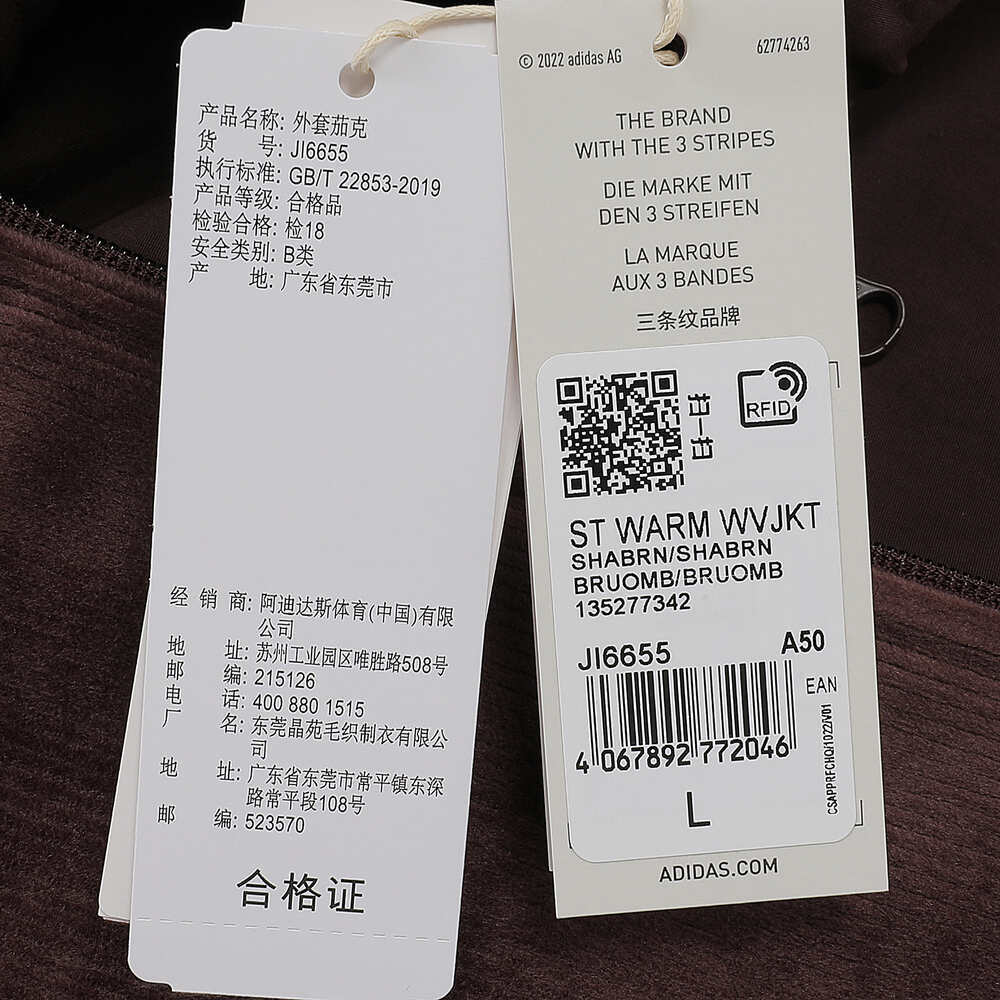 产品名称: 外套茄克
货 号: JI6655
执行标准: GB/T 22853-2019
产品等级: 合格品
检验合格: 检18
安全类别: B类
产 地: 广东省东莞市
经 销 商: 阿迪达斯体育(中国)有限
公司
地 址: 苏州工业园区唯胜路508号
邮 编: 215126
电 话: 400 880 1515
厂 名: 东莞晶苑毛织制衣有限公
司
地 址: 广东省东莞市常平镇东深
路常平段108号
邮 编: 523570
合格证
© 2022 adidas AG
62774263
THE BRAND
WITH THE 3 STRIPES
DIE MARKE MIT
DEN 3 STREIFEN
LA MARQUE
AUX 3 BANDES
三条纹品牌
扫一扫
RFID
ST WARM WVJKT
SHABRN/SHABRN
BRUOMB/BRUOMB
135277342
JI6655
A50
EAN
4 067892 772046
CSAPPRFCHQ/1022/V01
L
ADIDAS.COM